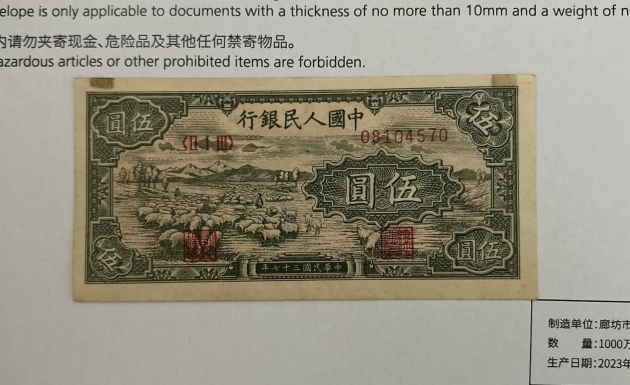 elope is only applicable to documents with a thickness of no more than 10mm and a weight of n
内请勿夹寄现金、危险品及其他任何禁寄物品。
azardous articles or other prohibited items are forbidden.
行銀民人國中
圓伍
伍
08104570
圓伍
伍
圓伍
年七十三國民華中
制造单位:廊坊市
数 量:1000万
生产日期:2023年